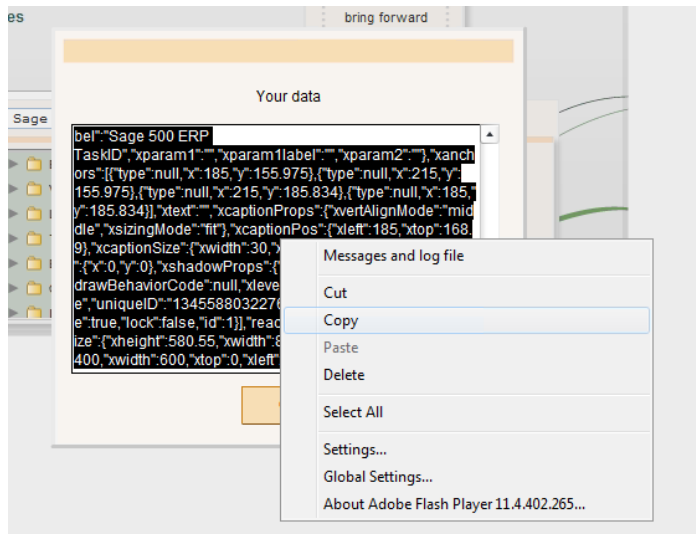 es
bring forward
Your data
Sage
bel":"Sage 500 ERP
TaskID","xparam1":"","xparam1label":"","xparam2":""},"xanch
ors":[{"type":null,"x":185,"y":155.975},{"type":null,"x":215,"y":
155.975},{"type":null,"x":215,"y":185.834},{"type":null,"x":185,"
y":185.834}],"xtext":"","xcaptionProps":{"xvertAlignMode":"mid
dle","xsizingMode":"fit"},"xcaptionPos":{"xleft":185,"xtop":168.
9},"xcaptionSize":{"xwidth":30,"x
":{"x":0,"y":0},"xshadowProps":{"
drawBehaviorCode":null,"xleve
e","uniqueID":"1345588032276
e":true,"lock":false,"id":1}],"reac
ize":{"xheight":580.55,"xwidth":8
400,"xwidth":600,"xtop":0,"xleft"
Messages and log file
Cut
Copy
Paste
Delete
Select All
Settings...
Global Settings...
About Adobe Flash Player 11.4.402.265...